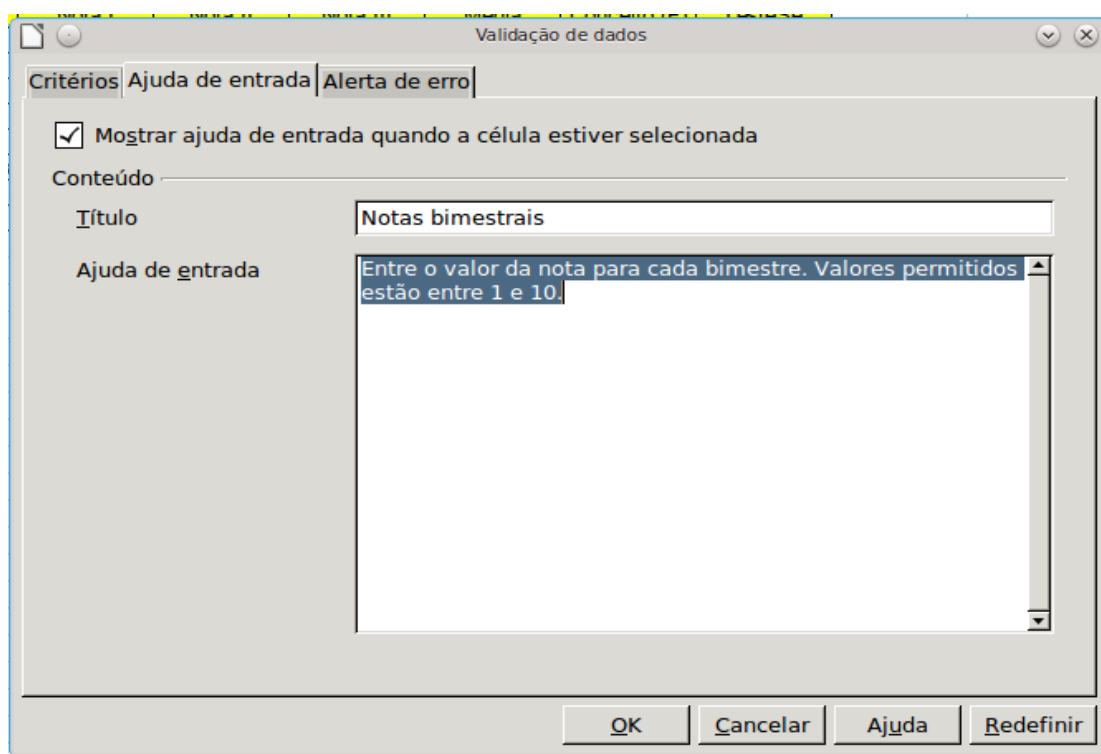 Validação de dados
Critérios Ajuda de entrada Alerta de erro
Mostrar ajuda de entrada quando a célula estiver selecionada
Conteúdo
Título Notas bimestrais
Ajuda de entrada Entre o valor da nota para cada bimestre. Valores permitidos
estão entre 1 e 10.
OK Cancelar Ajuda Redefinir